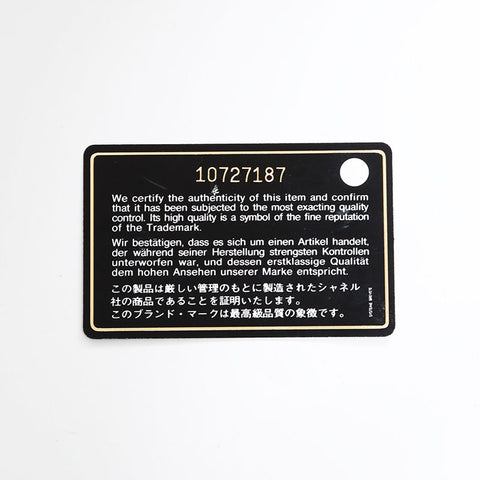 10727187
We certify the authenticity of this item and confirm
that it has been subjected to the most exacting quality
control. Its high quality is a symbol of the fine reputation
of the Trademark.
Wir bestätigen, dass es sich um einen Artikel handelt,
der während seiner Herstellung strengsten Kontrollen
unterworfen war, und dessen erstklassige Qualität
dem hohen Ansehen unserer Marke entspricht.
この製品は厳しい管理のもとに製造されたシャネル
社の商品であることを証明いたします。
このブランド・マークは最高級品質の象徴です。